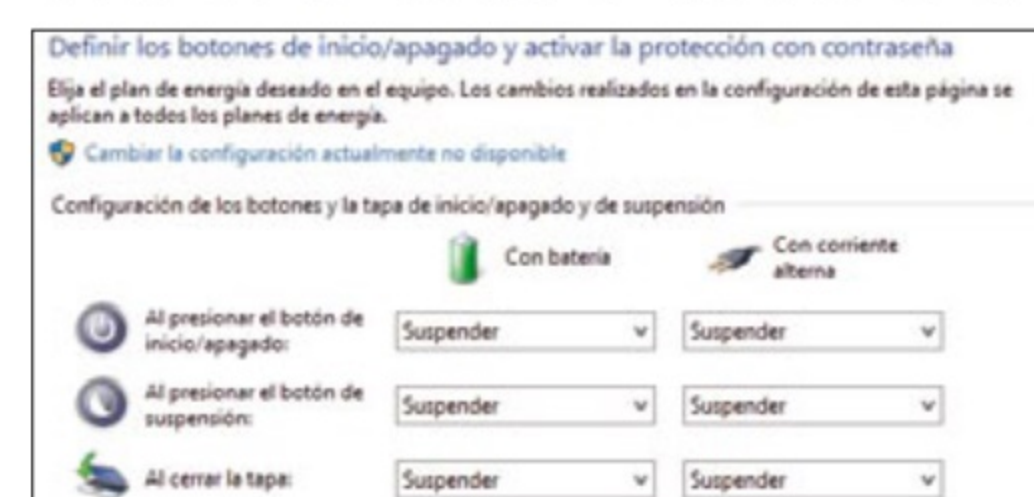 Definir los botones de inicio/apagado y activar la protección con contraseña
Elija el plan de energía deseado en el equipo. Los cambios realizados en la configuración de esta página se
aplican a todos los planes de energía.
Cambiar la configuración actualmente no disponible
Configuración de los botones y la tapa de inicio/apagado y de suspensión
Con batería
Con corriente
alterna
Al presionar el botón de
inicio/apagado:
Suspender
Suspender
Al presionar el botón de
suspensión:
Suspender
Suspender
Al cerrar la tapa:
Suspender
Suspender